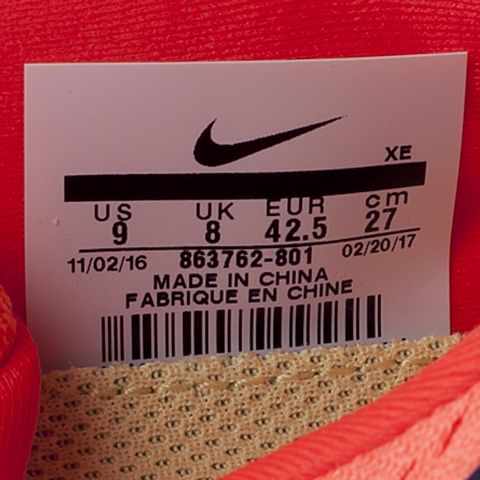 XE
US UK EUR cm
9 8 42.5 27
11/02/16 863762-801 02/20/17
MADE IN CHINA
FABRIQUE EN CHINE